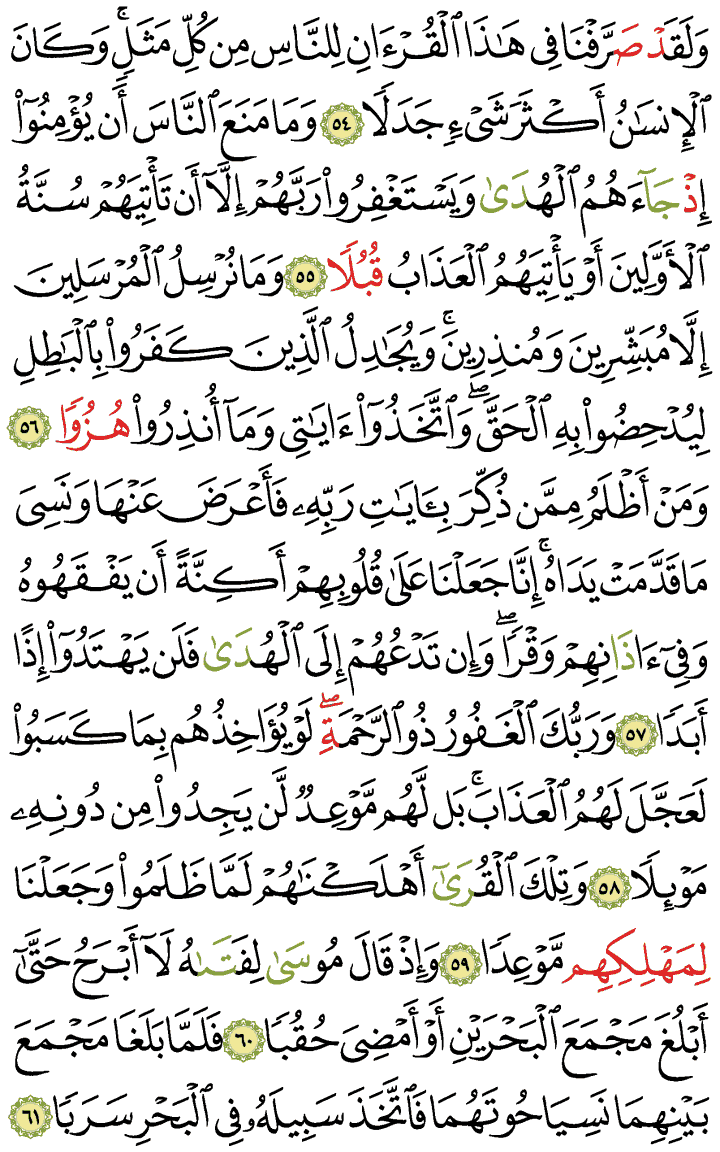 وَلَقَدْ صَرَّفْنَا فِى هَٰذَا ٱلْقُرْءَانِ لِلنَّاسِ مِن كُلِّ مَثَلٍۚ وَكَانَ
ٱلْإِنسَٰنُ أَكْثَرَ شَىْءٍ جَدَلًا ٥٤ وَمَا مَنَعَ ٱلنَّاسَ أَن يُؤْمِنُوٓا۟
إِذْ جَآءَهُمُ ٱلْهُدَىٰ وَيَسْتَغْفِرُوا۟ رَبَّهُمْ إِلَّآ أَن تَأْتِيَهُمْ سُنَّةُ
ٱلْأَوَّلِينَ أَوْ يَأْتِيَهُمُ ٱلْعَذَابُ قُبُلًا ٥٥ وَمَا نُرْسِلُ ٱلْمُرْسَلِينَ
إِلَّا مُبَشِّرِينَ وَمُنذِرِينَۚ وَيُجَٰدِلُ ٱلَّذِينَ كَفَرُوا۟ بِٱلْبَٰطِلِ
لِيُدْحِضُوا۟ بِهِ ٱلْحَقَّۖ وَٱتَّخَذُوٓا۟ ءَايَٰتِى وَمَآ أُنذِرُوا۟ هُزُوًا ٥٦
وَمَنْ أَظْلَمُ مِمَّن ذُكِّرَ بِـَٔايَٰتِ رَبِّهِۦ فَأَعْرَضَ عَنْهَا وَنَسِىَ
مَا قَدَّمَتْ يَدَاهُۚ إِنَّا جَعَلْنَا عَلَىٰ قُلُوبِهِمْ أَكِنَّةً أَن يَفْقَهُوهُ
وَفِىٓ ءَاذَانِهِمْ وَقْرًاۖ وَإِن تَدْعُهُمْ إِلَى ٱلْهُدَىٰ فَلَن يَهْتَدُوٓا۟ إِذًا
أَبَدًا ٥٧ وَرَبُّكَ ٱلْغَفُورُ ذُو ٱلرَّحْمَةِۖ لَوْ يُؤَاخِذُهُم بِمَا كَسَبُوا۟
لَعَجَّلَ لَهُمُ ٱلْعَذَابَۚ بَل لَّهُم مَّوْعِدٌ لَّن يَجِدُوا۟ مِن دُونِهِۦ
مَوْئِلًا ٥٨ وَتِلْكَ ٱلْقُرَىٰٓ أَهْلَكْنَٰهُمْ لَمَّا ظَلَمُوا۟ وَجَعَلْنَا
لِمَهْلِكِهِم مَّوْعِدًا ٥٩ وَإِذْ قَالَ مُوسَىٰ لِفَتَىٰهُ لَآ أَبْرَحُ حَتَّىٰٓ
أَبْلُغَ مَجْمَعَ ٱلْبَحْرَيْنِ أَوْ أَمْضِىَ حُقُبًا ٦٠ فَلَمَّا بَلَغَا مَجْمَعَ
بَيْنِهِمَا نَسِيَا حُوتَهُمَا فَٱتَّخَذَ سَبِيلَهُۥ فِى ٱلْبَحْرِ سَرَبًا ٦١